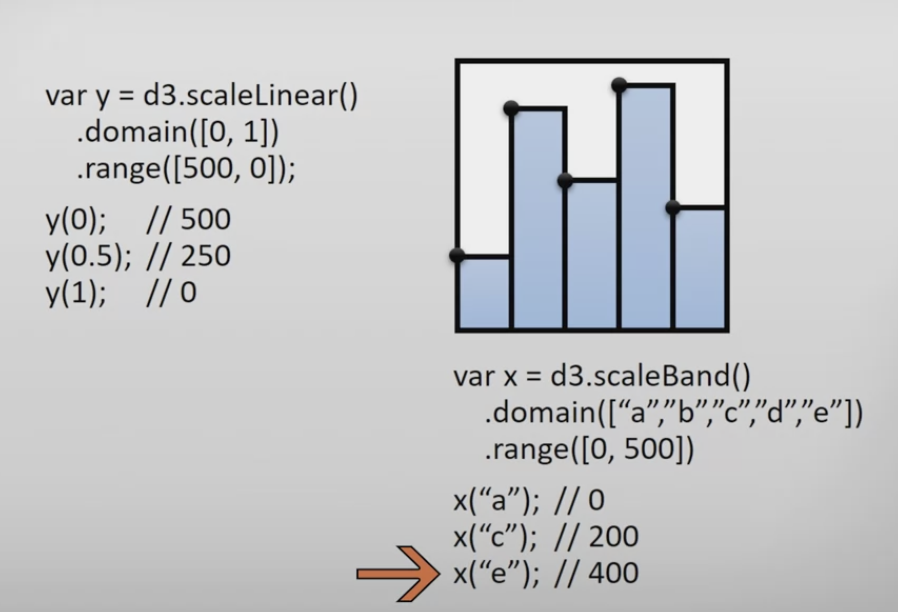 var y = d3.scaleLinear()
.domain([0, 1])
.range([500, 0]);
y(0); // 500
y(0.5); // 250
y(1); // 0
var x = d3.scaleBand()
.domain([“a”,”b”,”c”,”d”,”e”])
.range([0, 500])
x(“a”); // 0
x(“c”); // 200
x(“e”); // 400